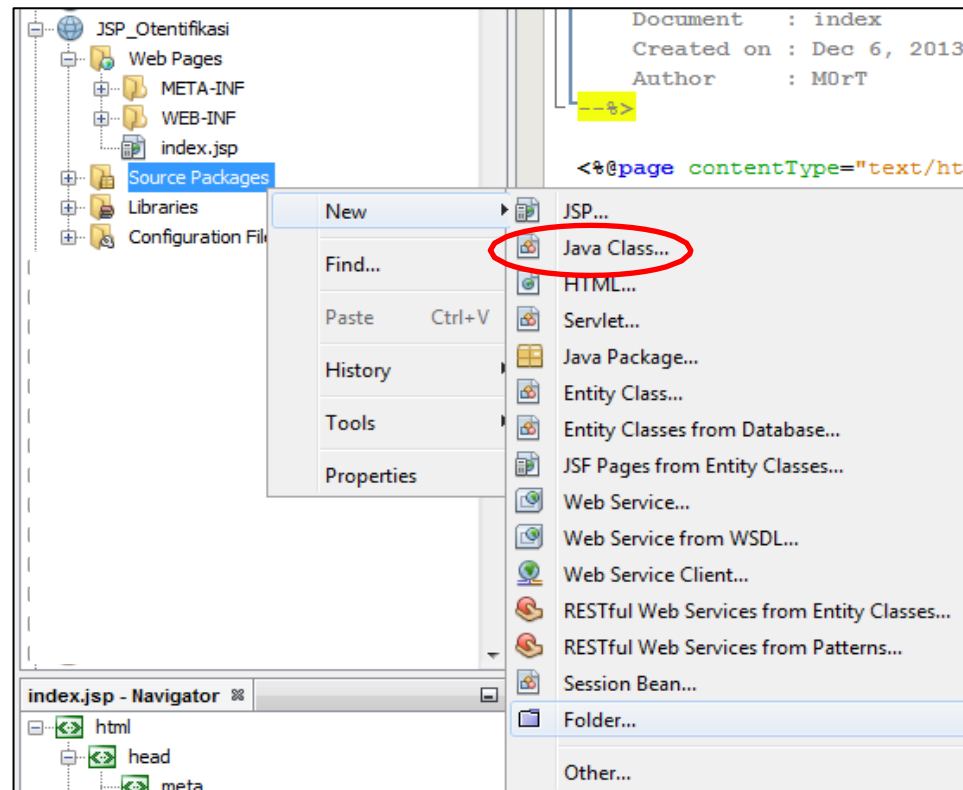 JSP_Otentifikasi
Web Pages
META-INF
WEB-INF
index.jsp
Source Packages
Libraries
Configuration File
Document : index
Created on : Dec 6, 2013
Author : M0rT
--%>
<%@page contentType="text/ht
New
Find...
Paste Ctrl+V
History
Tools
Properties
JSP...
Java Class...
HTML...
Servlet...
Java Package...
Entity Class...
Entity Classes from Database...
JSF Pages from Entity Classes...
Web Service...
Web Service from WSDL...
Web Service Client...
RESTful Web Services from Entity Classes...
RESTful Web Services from Patterns...
Session Bean...
Folder...
Other...
index.jsp - Navigator
html
head
meta